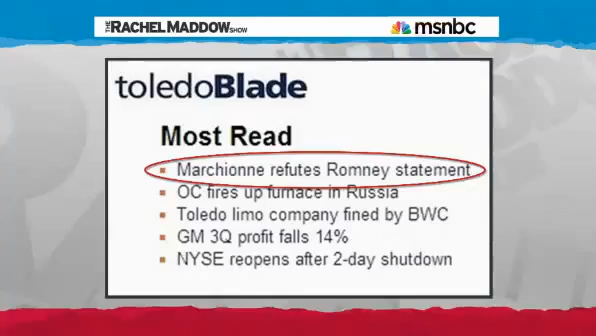 THE RACHEL MADDOW SHOW
msnbc
toledoBlade
Most Read
Marchionne refutes Romney statement
OC fires up furnace in Russia
Toledo limo company fined by BWC
GM 3Q profit falls 14%
NYSE reopens after 2-day shutdown